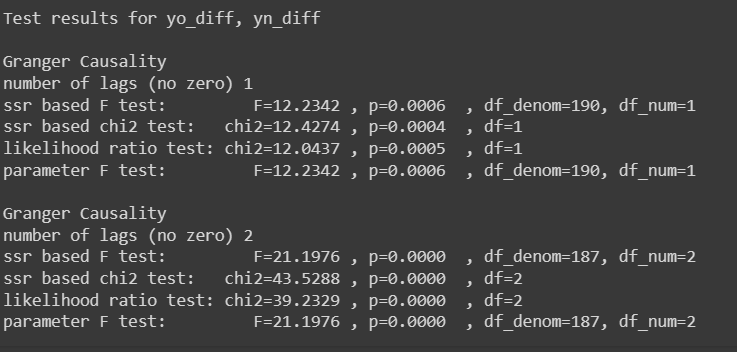 Test results for yo_diff, yn_diff

Granger Causality
number of lags (no zero) 1
ssr based F test:         F=12.2342 , p=0.0006  , df_denom=190, df_num=1
ssr based chi2 test:   chi2=12.4274 , p=0.0004  , df=1
likelihood ratio test: chi2=12.0437 , p=0.0005  , df=1
parameter F test:         F=12.2342 , p=0.0006  , df_denom=190, df_num=1

Granger Causality
number of lags (no zero) 2
ssr based F test:         F=21.1976 , p=0.0000  , df_denom=187, df_num=2
ssr based chi2 test:   chi2=43.5288 , p=0.0000  , df=2
likelihood ratio test: chi2=39.2329 , p=0.0000  , df=2
parameter F test:         F=21.1976 , p=0.0000  , df_denom=187, df_num=2